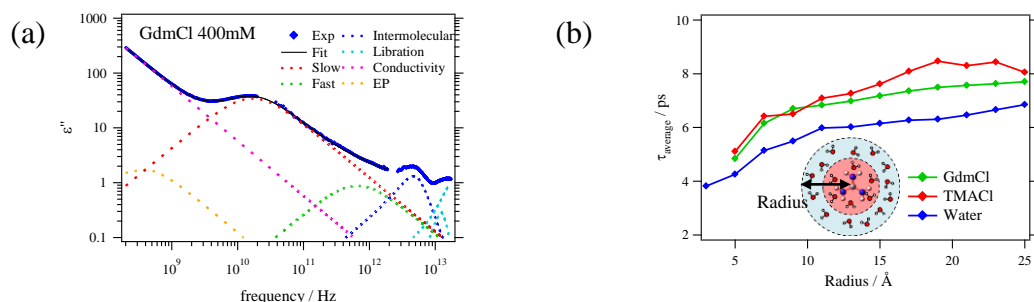 (a)
GdmCl 400mM
Exp
Fit
Slow
Fast
Intermolecular
Libration
Conductivity
EP
1000
100
10
1
0.1
ε"
10^9
10^10
10^11
10^12
10^13
frequency / Hz
(b)
8
6
4
2
τaverage / ps
Radius
GdmCl
TMACl
Water
5
10
15
20
25
Radius / Å